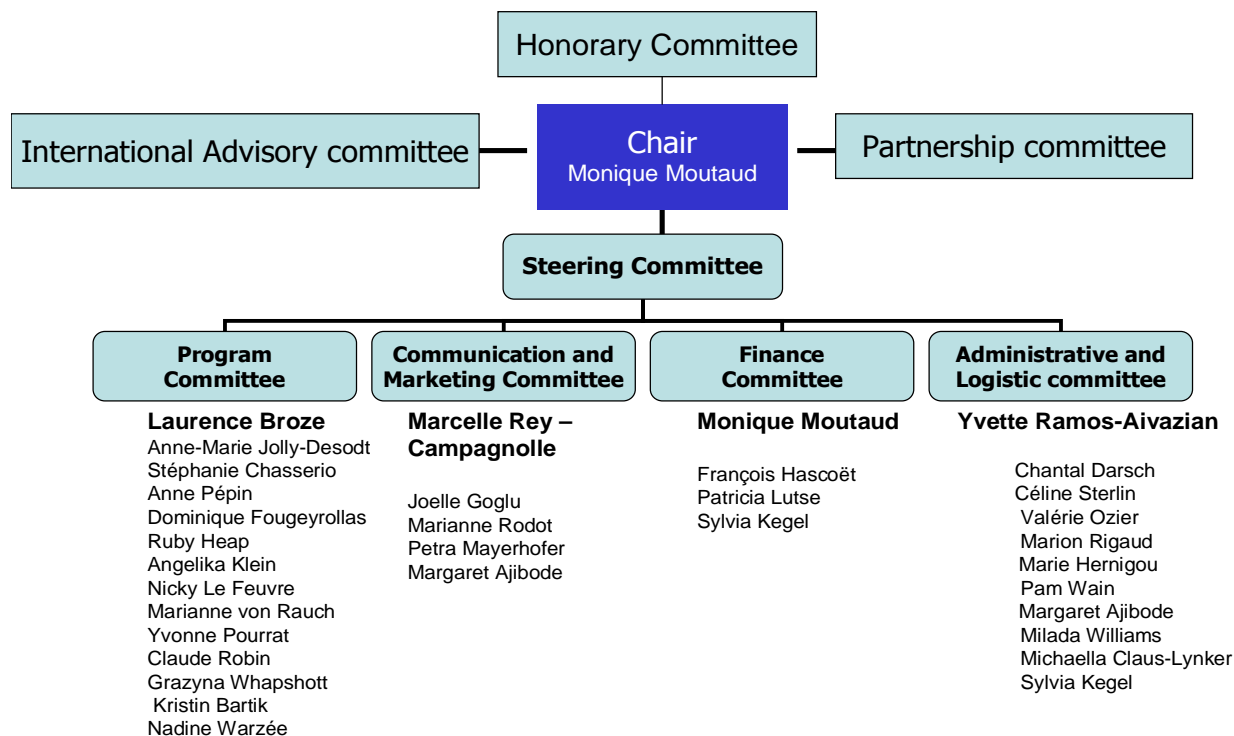 Honorary Committee
International Advisory committee
Chair
Monique Moutaud
Partnership committee
Steering Committee
Program
Committee
Laurence Broze
Anne-Marie Jolly-Desodt
Stéphanie Chasserio
Anne Pépin
Dominique Fougeyrollas
Ruby Heap
Angelika Klein
Nicky Le Feuvre
Marianne von Rauch
Yvonne Pourrat
Claude Robin
Grazyna Whapshott
Kristin Bartik
Nadine Warzée
Communication and
Marketing Committee
Marcelle Rey –
Campagnolle
Joelle Goglu
Marianne Rodot
Petra Mayerhofer
Margaret Ajibode
Finance
Committee
Monique Moutaud
François Hascoët
Patricia Lutse
Sylvia Kegel
Administrative and
Logistic committee
Yvette Ramos-Aivazian
Chantal Darsch
Céline Sterlin
Valérie Ozier
Marion Rigaud
Marie Hernigou
Pam Wain
Margaret Ajibode
Milada Williams
Michaella Claus-Lynker
Sylvia Kegel